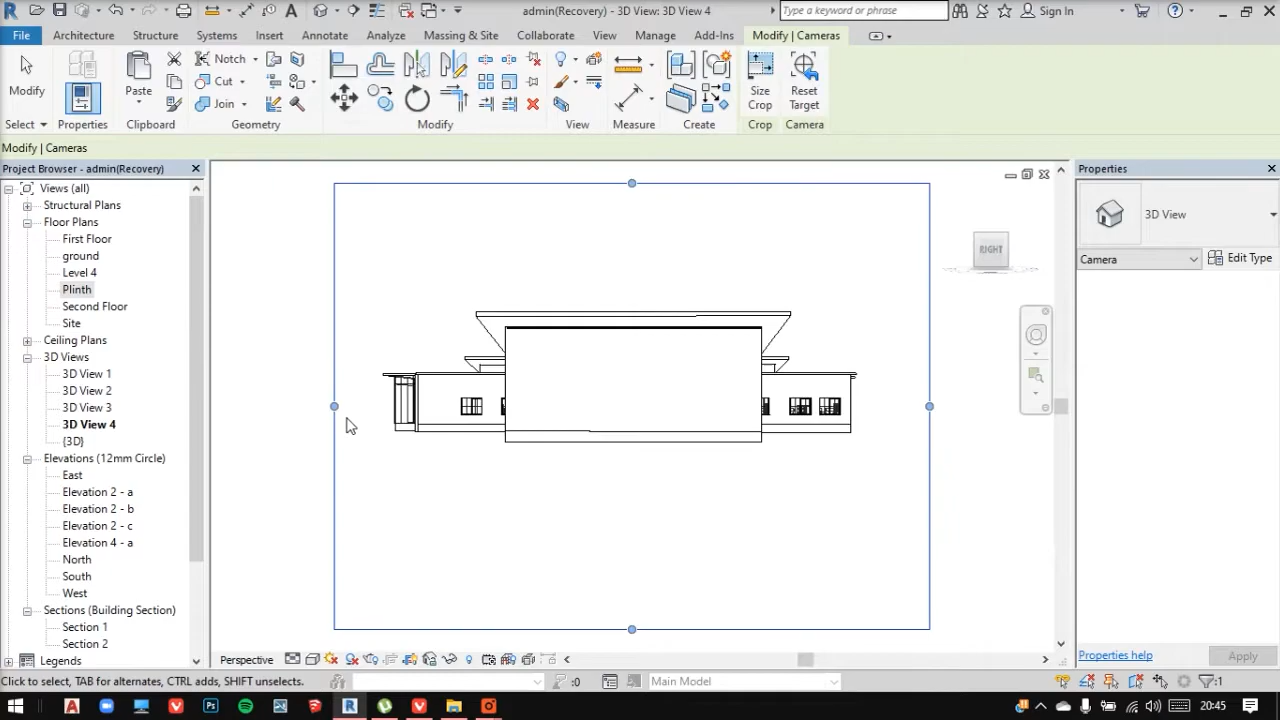 admin(Recovery) - 3D View: 3D View 4
Type a keyword or phrase
Sign In
File
Architecture
Structure
Systems
Insert
Annotate
Analyze
Massing & Site
Collaborate
View
Manage
Add-Ins
Modify | Cameras
Modify
Paste
Notch
Cut
Join
Size
Crop
Reset
Target
Select
Properties
Clipboard
Geometry
Modify
View
Measure
Create
Crop
Camera
Modify | Cameras
Project Browser - admin(Recovery)
Views (all)
Structural Plans
Floor Plans
First Floor
ground
Level 4
Plinth
Second Floor
Site
Ceiling Plans
3D Views
3D View 1
3D View 2
3D View 3
3D View 4
{3D}
Elevations (12mm Circle)
East
Elevation 2 - a
Elevation 2 - b
Elevation 2 - c
Elevation 4 - a
North
South
West
Sections (Building Section)
Section 1
Section 2
Legends
RIGHT
Properties
3D View
Camera
Edit Type
Properties help
Apply
Perspective
Click to select, TAB for alternates, CTRL adds, SHIFT unselects.
:0
Main Model
:1
20:45